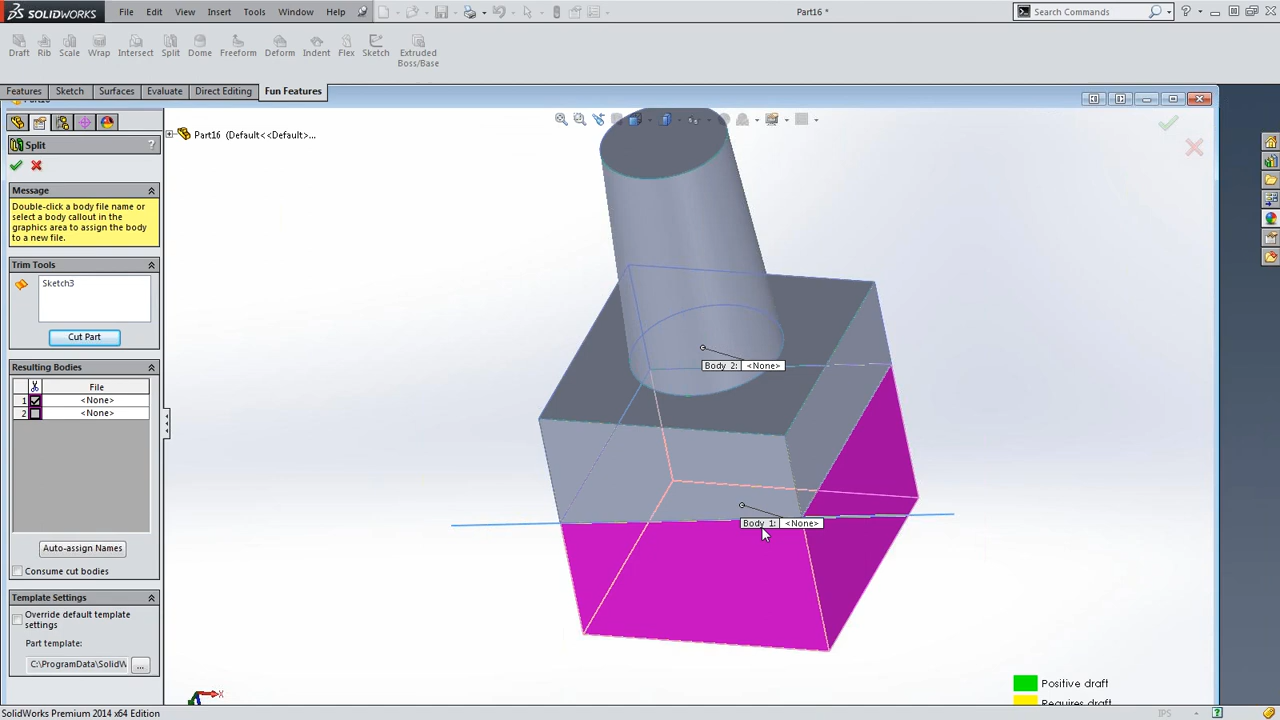 SOLIDWORKS
File Edit View Insert Tools Window Help
Part16 *
Search Commands
Draft Rib Scale Wrap Intersect Split Dome Freeform Deform Indent Flex Sketch Extruded
Boss/Base
Features Sketch Surfaces Evaluate Direct Editing Fun Features
Part16 (Default<<Default>...
Split ?
Message
Double-click a body file name or
select a body callout in the
graphics area to assign the body
to a new file.
Trim Tools
Sketch3
Cut Part
Resulting Bodies
File
1 <None>
2 <None>
Auto-assign Names
Consume cut bodies
Template Settings
Override default template
settings
Part template:
C:\ProgramData\SolidW
...
Body 2: <None>
Body 1: <None>
X
Positive draft
Requires draft
SolidWorks Premium 2014 x64 Edition
IPS